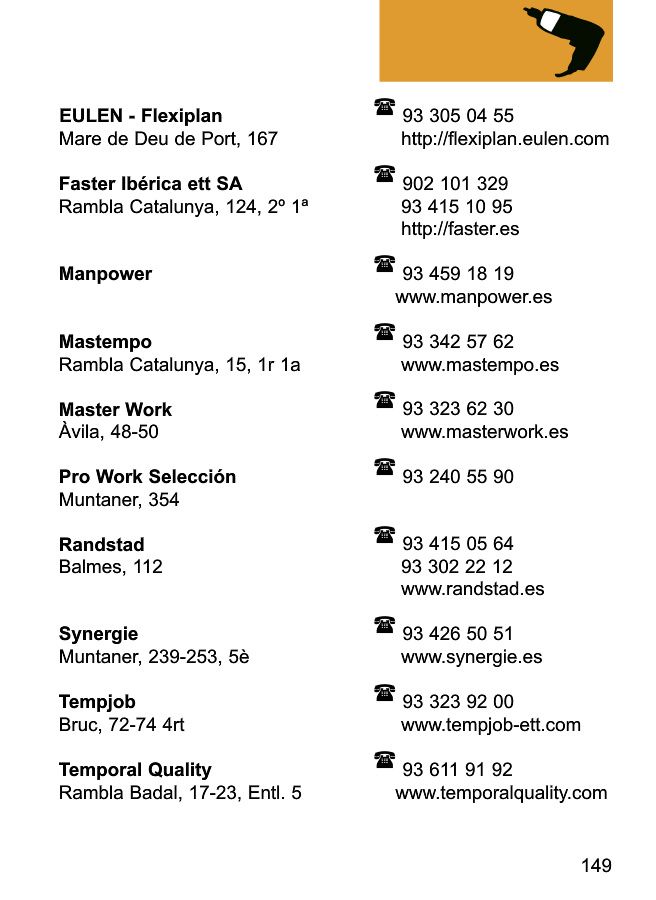 EULEN - Flexiplan ☎ 93 305 04 55
Mare de Deu de Port, 167 http://flexiplan.eulen.com
Faster Ibérica ett SA ☎ 902 101 329
Rambla Catalunya, 124, 2º 1ª 93 415 10 95
http://faster.es
Manpower ☎ 93 459 18 19
www.manpower.es
Mastempo ☎ 93 342 57 62
Rambla Catalunya, 15, 1r 1a www.mastempo.es
Master Work ☎ 93 323 62 30
Àvila, 48-50 www.masterwork.es
Pro Work Selección ☎ 93 240 55 90
Muntaner, 354
Randstad ☎ 93 415 05 64
Balmes, 112 93 302 22 12
www.randstad.es
Synergie ☎ 93 426 50 51
Muntaner, 239-253, 5è www.synergie.es
Tempjob ☎ 93 323 92 00
Bruc, 72-74 4rt www.tempjob-ett.com
Temporal Quality ☎ 93 611 91 92
Rambla Badal, 17-23, Entl. 5 www.temporalquality.com
149